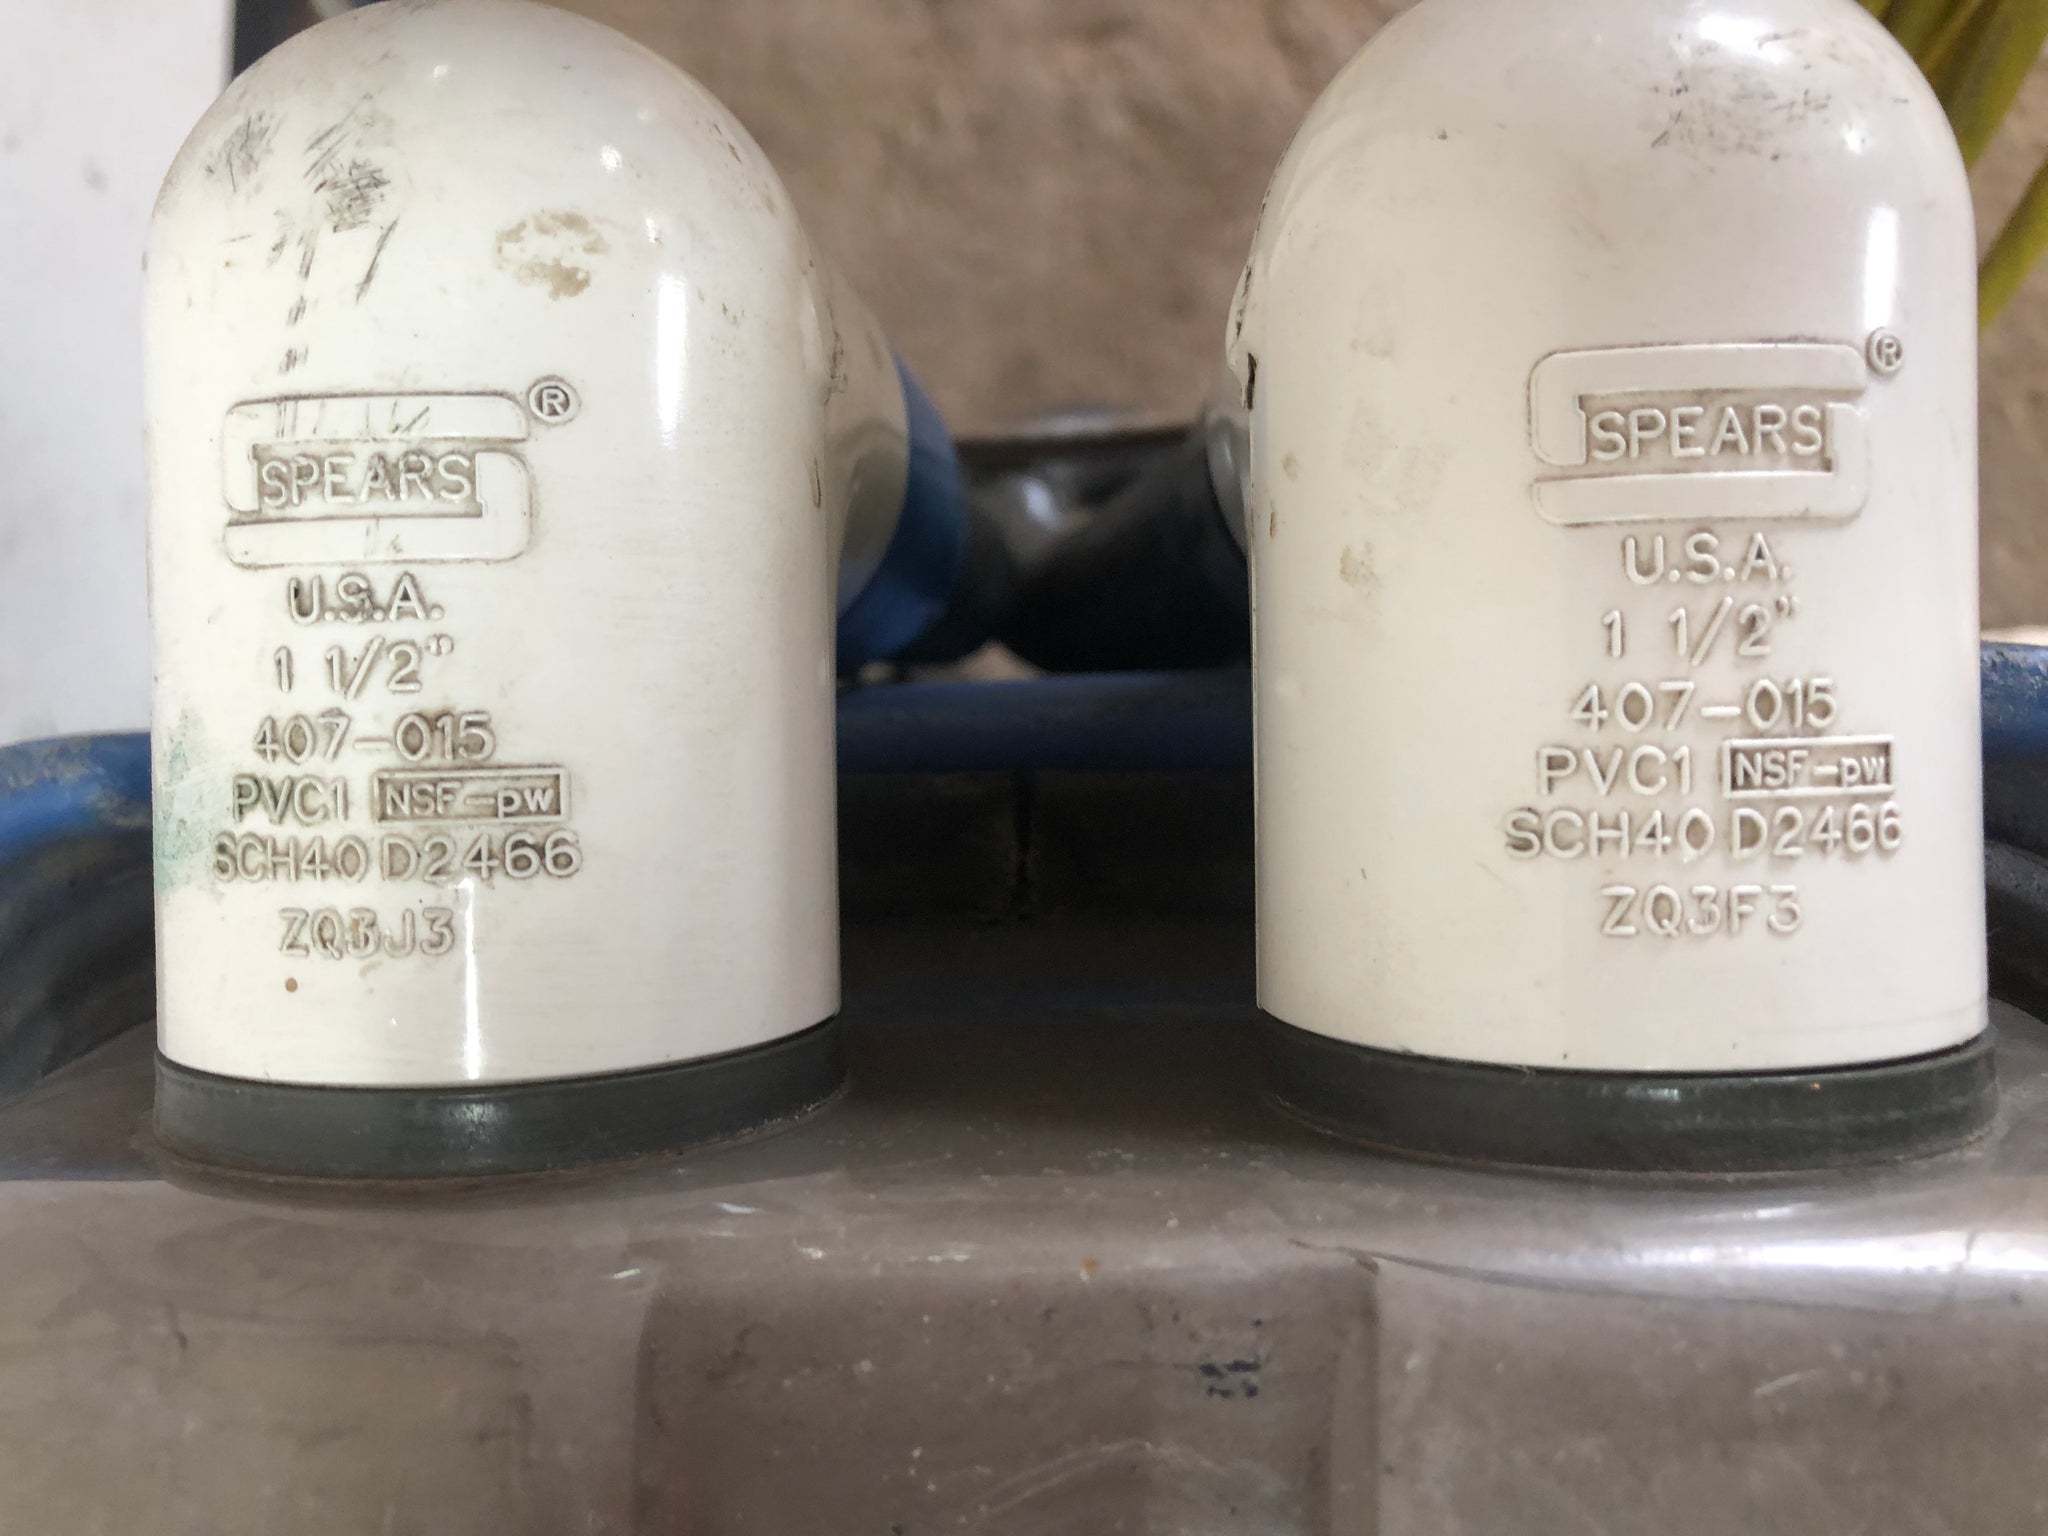 SPEARS®
U.S.A.
1 1/2"
407-015
PVC1 NSF-pw
SCH40 D2466
ZQ3J3
SPEARS®
U.S.A.
1 1/2"
407-015
PVC1 NSF-pw
SCH40 D2466
ZQ3F3